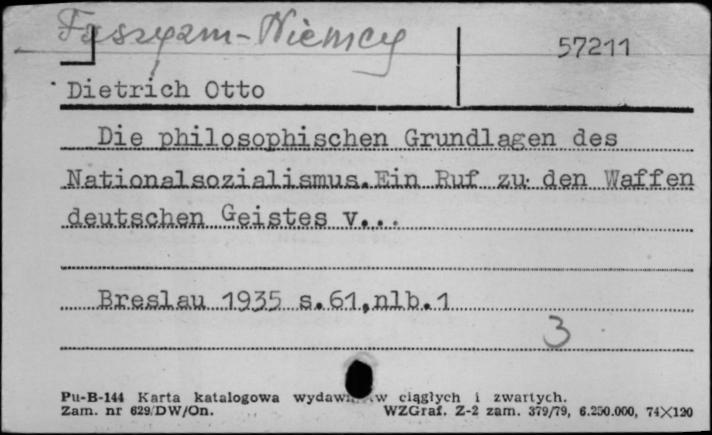 Faszyzm-Niemcy
57211
Dietrich Otto
Die philosophischen Grundlagen des
Nationalsozialismus.Ein Ruf zu den Waffen
deutschen Geistes v...
Breslau 1935 s.61,nlb.1
3
Pu-B-144 Karta katalogowa ciągłych i zwartych.
Zam. nr 629/DW/On. WZGraf. Z-2 zam. 379/79, 6.250.000, 74×120